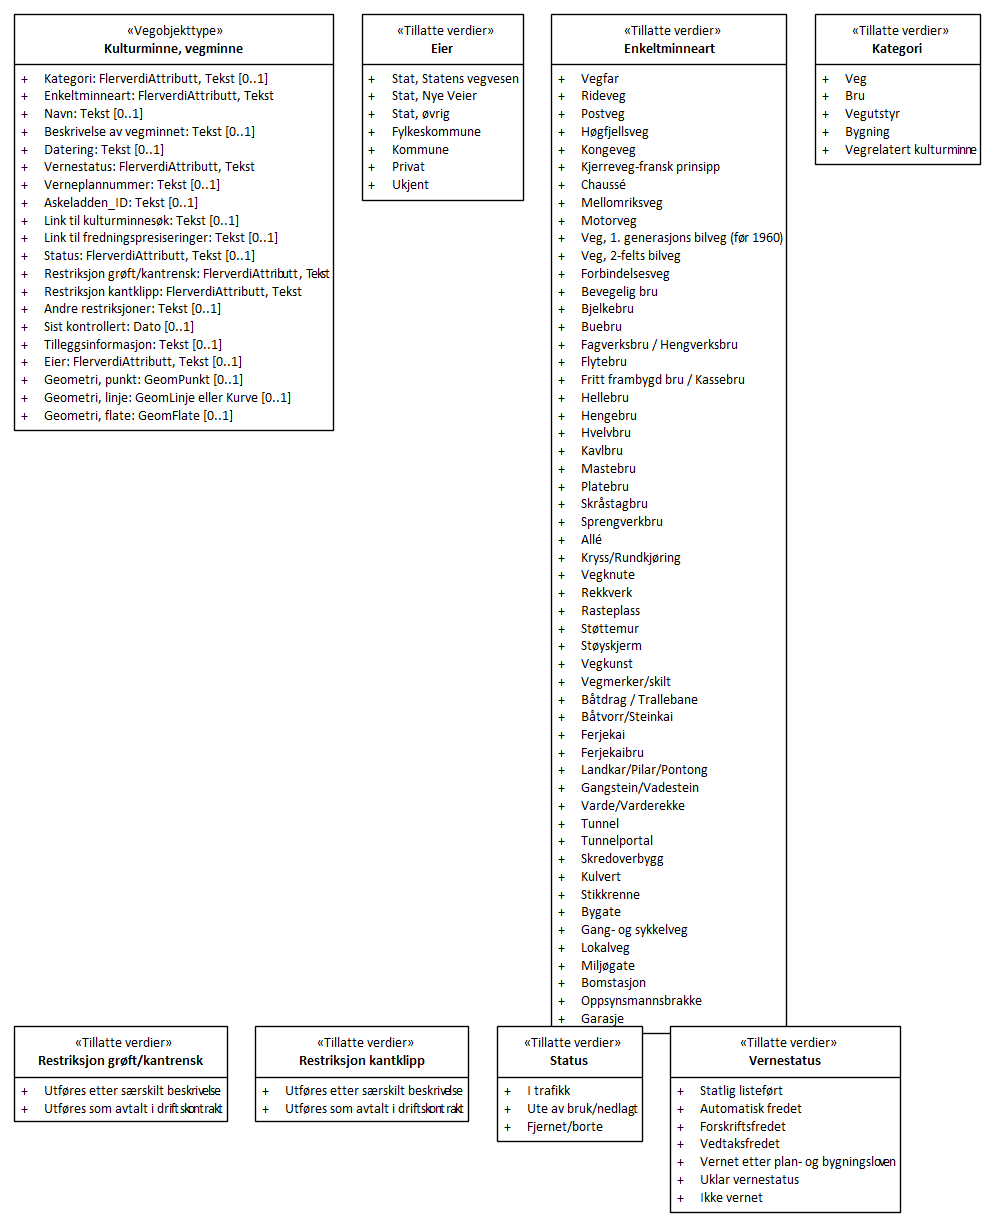 «Vegobjekttype»
Kulturminne, vegminne
+ Kategori: FlerverdiAttributt, Tekst [0..1]
+ Enkeltminneart: FlerverdiAttributt, Tekst
+ Navn: Tekst [0..1]
+ Beskrivelse av vegminnet: Tekst [0..1]
+ Datering: Tekst [0..1]
+ Vernestatus: FlerverdiAttributt, Tekst
+ Verneplannummer: Tekst [0..1]
+ Askeladden_ID: Tekst [0..1]
+ Link til kulturminnesøk: Tekst [0..1]
+ Link til fredningspresiseringer: Tekst [0..1]
+ Status: FlerverdiAttributt, Tekst [0..1]
+ Restriksjon grøft/kantrensk: FlerverdiAttributt, Tekst
+ Restriksjon kantklipp: FlerverdiAttributt, Tekst
+ Andre restriksjoner: Tekst [0..1]
+ Sist kontrollert: Dato [0..1]
+ Tilleggsinformasjon: Tekst [0..1]
+ Eier: FlerverdiAttributt, Tekst [0..1]
+ Geometri, punkt: GeomPunkt [0..1]
+ Geometri, linje: GeomLinje eller Kurve [0..1]
+ Geometri, flate: GeomFlate [0..1]
«Tillatte verdier»
Eier
+ Stat, Statens vegvesen
+ Stat, Nye Veier
+ Stat, øvrig
+ Fylkeskommune
+ Kommune
+ Privat
+ Ukjent
«Tillatte verdier»
Enkeltminneart
+ Vegfar
+ Rideveg
+ Postveg
+ Høgfjellsveg
+ Kongeveg
+ Kjerreveg-fransk prinsipp
+ Chaussé
+ Mellomriksveg
+ Motorveg
+ Veg, 1. generasjons bilveg (før 1960)
+ Veg, 2-felts bilveg
+ Forbindelsesveg
+ Bevegelig bru
+ Bjelkebru
+ Buebru
+ Fagverksbru / Hengverksbru
+ Flytebru
+ Fritt frambygd bru / Kassebru
+ Hellebru
+ Hengebru
+ Hvelvbru
+ Kavlbru
+ Mastebru
+ Platebru
+ Skråstagbru
+ Sprengverkbru
+ Allé
+ Kryss/Rundkjøring
+ Vegknute
+ Rekkverk
+ Rasteplass
+ Støttemur
+ Støyskjerm
+ Vegkunst
+ Vegmerker/skilt
+ Båtdrag / Trallebane
+ Båtvorr/Steinkai
+ Ferjekai
+ Ferjekaibru
+ Landkar/Pilar/Pontong
+ Gangstein/Vadestein
+ Varde/Varderekke
+ Tunnel
+ Tunnelportal
+ Skredoverbygg
+ Kulvert
+ Stikkrenne
+ Bygate
+ Gang- og sykkelveg
+ Lokalveg
+ Miljøgate
+ Bomstasjon
+ Oppsynsmannsbrakke
+ Garasje
«Tillatte verdier»
Kategori
+ Veg
+ Bru
+ Vegutstyr
+ Bygning
+ Vegrelatert kulturminne
«Tillatte verdier»
Restriksjon grøft/kantrensk
+ Utføres etter særskilt beskrivelse
+ Utføres som avtalt i driftskontrakt
«Tillatte verdier»
Restriksjon kantklipp
+ Utføres etter særskilt beskrivelse
+ Utføres som avtalt i driftskontrakt
«Tillatte verdier»
Status
+ I trafikk
+ Ute av bruk/nedlagt
+ Fjernet/borte
«Tillatte verdier»
Vernestatus
+ Statlig listeført
+ Automatisk fredet
+ Forskriftsfredet
+ Vedtaksfredet
+ Vernet etter plan- og bygningsloven
+ Uklar vernestatus
+ Ikke vernet